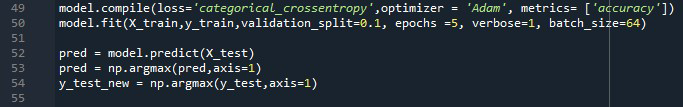 49 model.compile(loss='categorical_crossentropy',optimizer = 'Adam', metrics= ['accuracy'])
50 model.fit(X_train,y_train,validation_split=0.1, epochs =5, verbose=1, batch_size=64)
51
52 pred = model.predict(X_test)
53 pred = np.argmax(pred,axis=1)
54 y_test_new = np.argmax(y_test,axis=1)
55